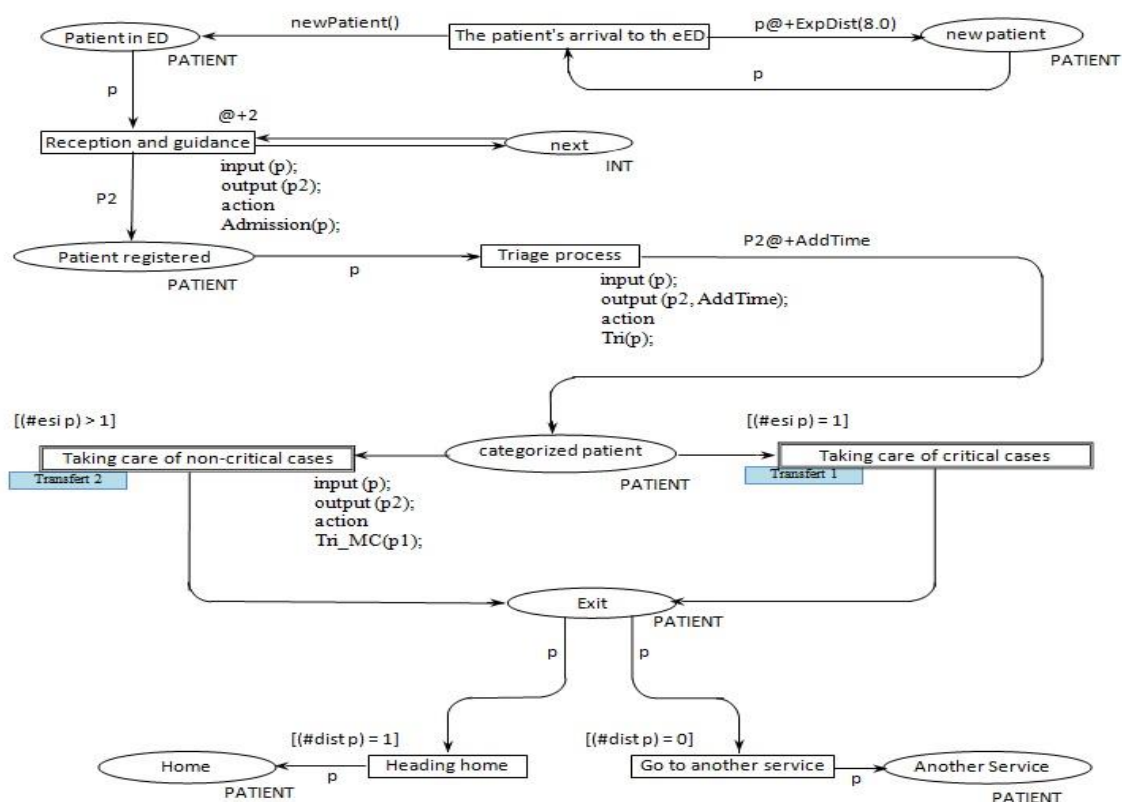 newPatient()
Patient in ED
The patient's arrival to th eED
p@+ExpDist(8.0)
new patient
PATIENT
PATIENT
p
p
@+2
Reception and guidance
next
INT
input (p);
output (p2);
action
Admission(p);
P2
Patient registered
PATIENT
p
Triage process
P2@+AddTime
input (p);
output (p2, AddTime);
action
Tri(p);
[(#esi p) > 1]
[(#esi p) = 1]
Taking care of non-critical cases
categorized patient
Taking care of critical cases
Transfert 2
PATIENT
Transfert 1
input (p);
output (p2);
action
Tri_MC(p1);
Exit
PATIENT
p
p
[(#dist p) = 1]
[(#dist p) = 0]
Home
p
Heading home
Go to another service
p
Another Service
PATIENT
PATIENT